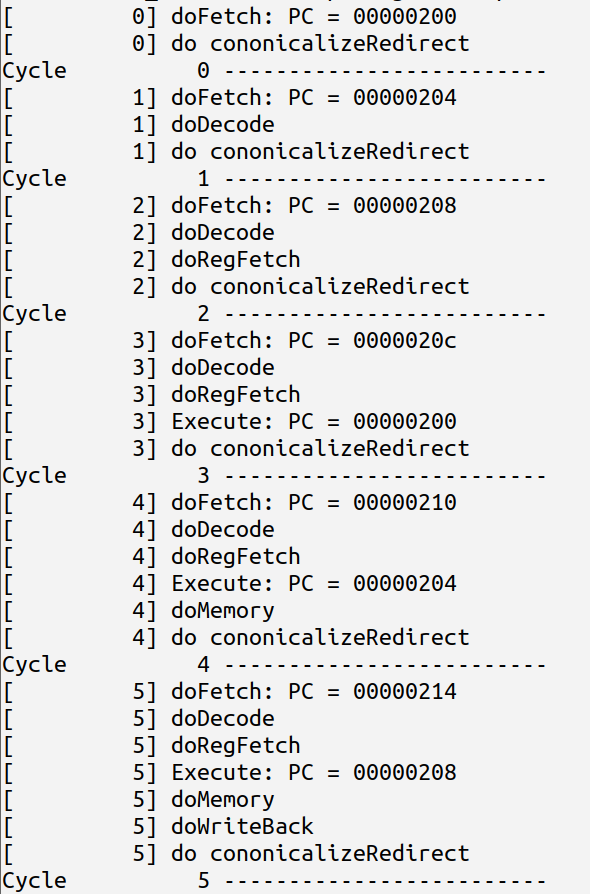 [         0] doFetch: PC = 00000200
[         0] do cononicalizeRedirect
Cycle          0 -------------------------
[         1] doFetch: PC = 00000204
[         1] doDecode
[         1] do cononicalizeRedirect
Cycle          1 -------------------------
[         2] doFetch: PC = 00000208
[         2] doDecode
[         2] doRegFetch
[         2] do cononicalizeRedirect
Cycle          2 -------------------------
[         3] doFetch: PC = 0000020c
[         3] doDecode
[         3] doRegFetch
[         3] Execute: PC = 00000200
[         3] do cononicalizeRedirect
Cycle          3 -------------------------
[         4] doFetch: PC = 00000210
[         4] doDecode
[         4] doRegFetch
[         4] Execute: PC = 00000204
[         4] doMemory
[         4] do cononicalizeRedirect
Cycle          4 -------------------------
[         5] doFetch: PC = 00000214
[         5] doDecode
[         5] doRegFetch
[         5] Execute: PC = 00000208
[         5] doMemory
[         5] doWriteBack
[         5] do cononicalizeRedirect
Cycle          5 -------------------------